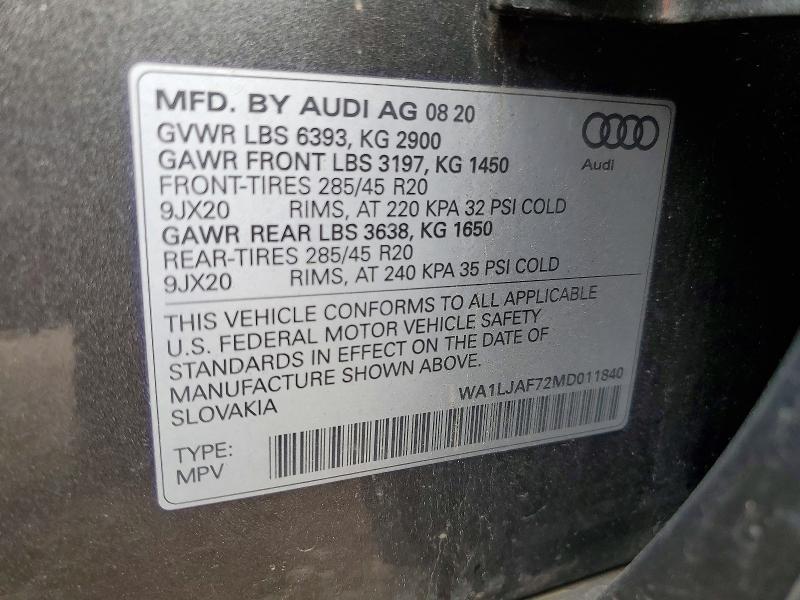 MFD. BY AUDI AG 08 20
GVWR LBS 6393, KG 2900
GAWR FRONT LBS 3197, KG 1450
FRONT-TIRES 285/45 R20
9JX20 RIMS, AT 220 KPA 32 PSI COLD
GAWR REAR LBS 3638, KG 1650
REAR-TIRES 285/45 R20
9JX20 RIMS, AT 240 KPA 35 PSI COLD
Audi
THIS VEHICLE CONFORMS TO ALL APPLICABLE
U.S. FEDERAL MOTOR VEHICLE SAFETY
STANDARDS IN EFFECT ON THE DATE OF
MANUFACTURE SHOWN ABOVE.
SLOVAKIA
WA1LJAF72MD011840
TYPE:
MPV